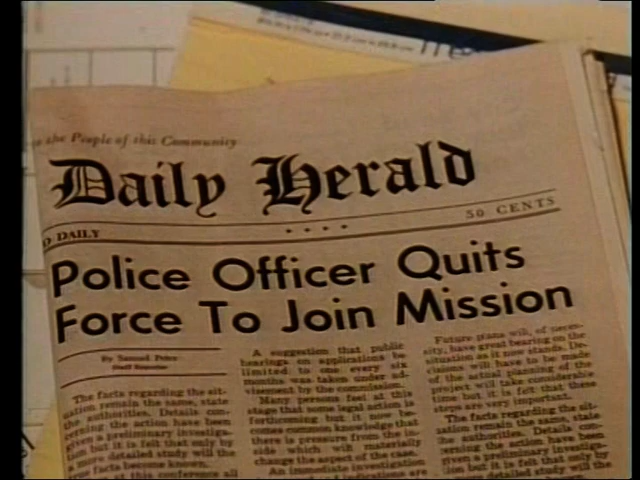 the People of this Community
Daily Herald
DAILY
50 CENTS
Police Officer Quits
Force To Join Mission
By Samuel Price
Staff Reporter
The facts regarding the sit-
uation remain the same, state
the authorities. Details con-
cerning the action have been
a preliminary investiga-
tion but it is felt that only by
a more detailed study will the
facts become known.
at this conference all
A suggestion that public
hearings on applications be
limited to one every six
months was taken under
visement by the commission.
Many persons feel at this
stage that some legal action is
forthcoming but it now be-
comes common knowledge that
there is pressure from the
side which will materially
change the aspect of the case.
An immediate investigation
indications are
Future plans will, of neces-
sity, have great bearing on the
situation as it now stands. De-
cisions will have to be made
of the planning of the
project will take
time but it is felt that these
steps are very important.
The facts regarding the sit-
uation remain the same, state
the authorities. Details con-
cerning the action have been
a preliminary investiga-
tion but it is felt that only by
a more detailed study will the